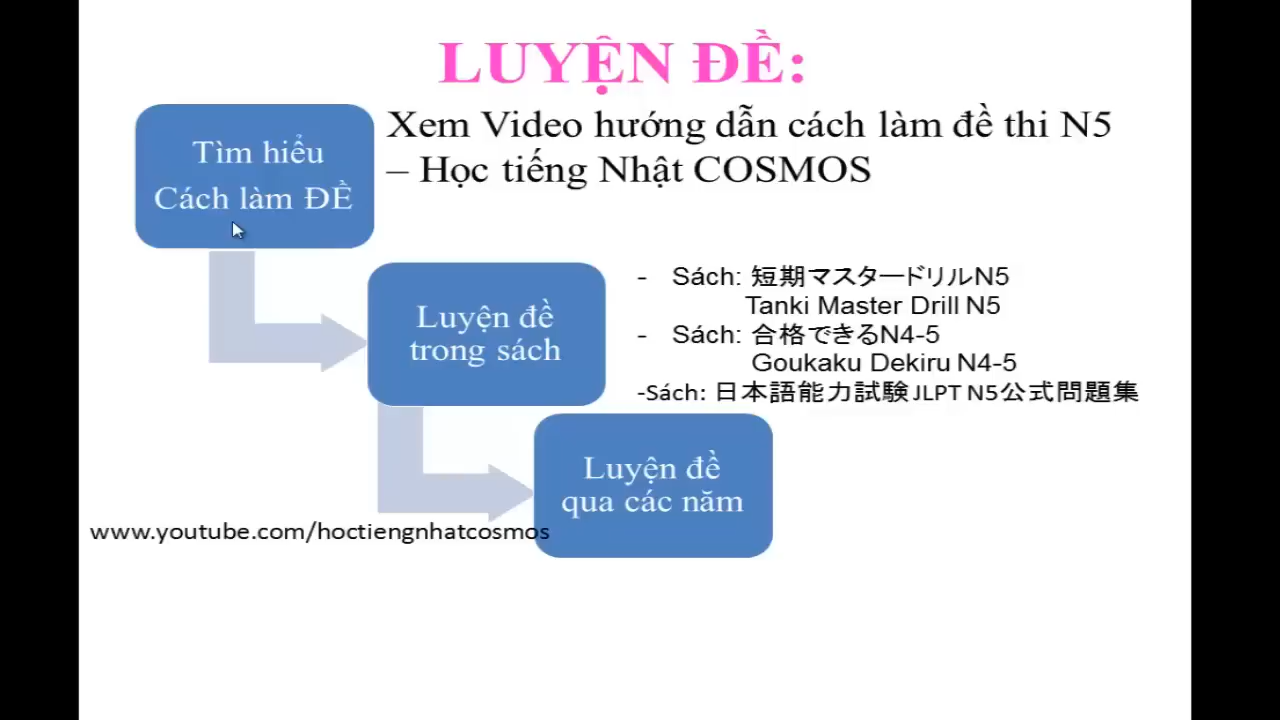 LUYỆN ĐỀ:
Tìm hiểu
Cách làm ĐỀ
Xem Video hướng dẫn cách làm đề thi N5
– Học tiếng Nhật COSMOS
Luyện đề
trong sách
- Sách: 短期マスタードリルN5
Tanki Master Drill N5
- Sách: 合格できるN4-5
Goukaku Dekiru N4-5
-Sách: 日本語能力試験JLPT N5公式問題集
Luyện đề
qua các năm
www.youtube.com/hoctiengnhatcosmos